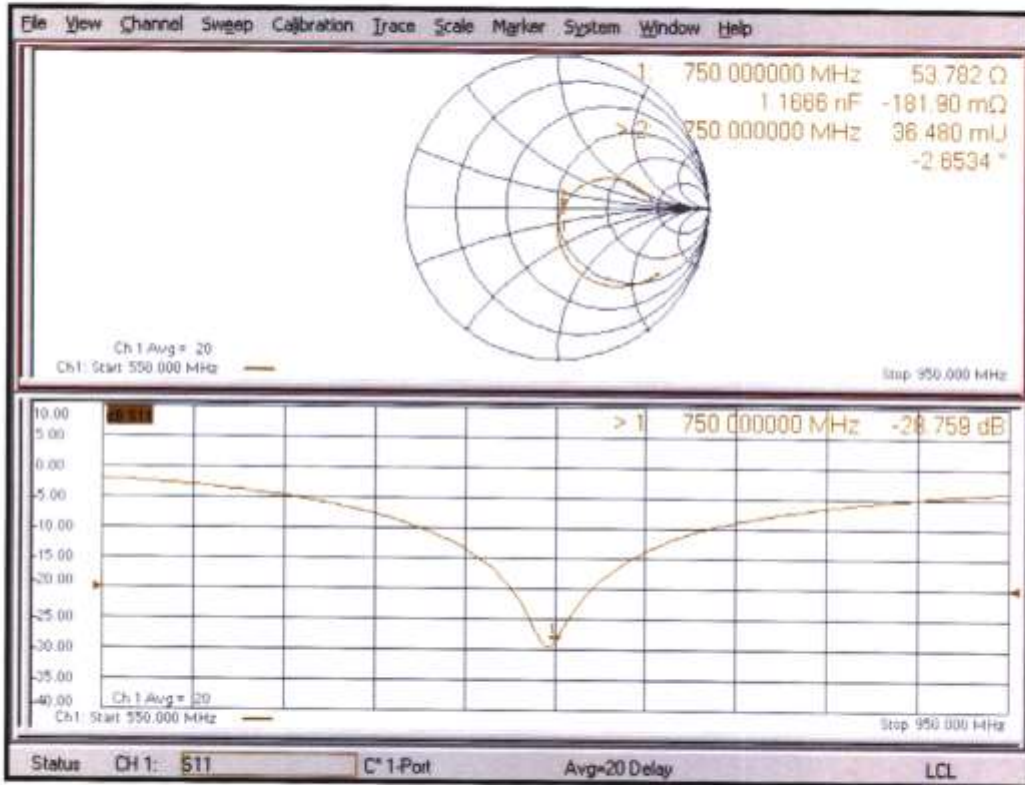 File View Channel Sweep Calibration Trace Scale Marker System Window Help
1 750.000000 MHz 53.782 Ω
1.1666 nF -181.90 mΩ
> 2 750.000000 MHz 36.480 mU
-2.6534 °
Ch 1 Avg = 20
Ch1: Start 550.000 MHz Stop 950.000 MHz
10.00 dB S11
> 1 750.000000 MHz -28.759 dB
5.00
0.00
-5.00
-10.00
-15.00
-20.00
-25.00
-30.00
1
-35.00
-40.00
Ch 1 Avg = 20
Ch1: Start 550.000 MHz Stop 950.000 MHz
Status CH 1: S11 C* 1-Port Avg=20 Delay LCL